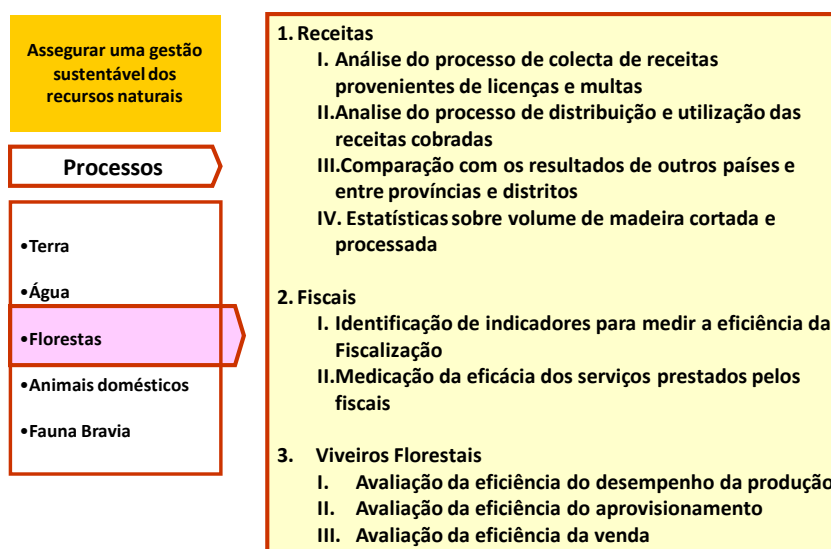 Assegurar uma gestão
sustentável dos
recursos naturais
Processos
•Terra
•Água
•Florestas
•Animais domésticos
•Fauna Bravia
1. Receitas
I. Análise do processo de colecta de receitas
provenientes de licenças e multas
II.Analise do processo de distribuição e utilização das
receitas cobradas
III.Comparação com os resultados de outros países e
entre províncias e distritos
IV. Estatísticas sobre volume de madeira cortada e
processada
2. Fiscais
I. Identificação de indicadores para medir a eficiência da
Fiscalização
II.Medicação da eficácia dos serviços prestados pelos
fiscais
3. Viveiros Florestais
I. Avaliação da eficiência do desempenho da produção
II. Avaliação da eficiência do aprovisionamento
III. Avaliação da eficiência da venda